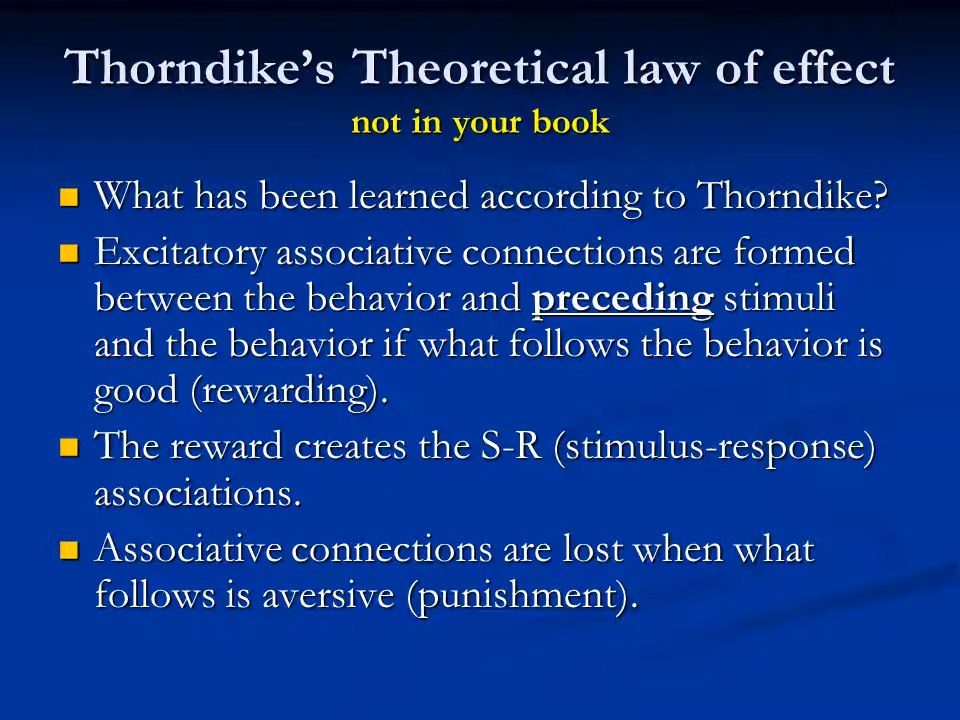 Thorndike’s Theoretical law of effect
not in your book
What has been learned according to Thorndike?
Excitatory associative connections are formed
between the behavior and preceding stimuli
and the behavior if what follows the behavior is
good (rewarding).
The reward creates the S-R (stimulus-response)
associations.
Associative connections are lost when what
follows is aversive (punishment).